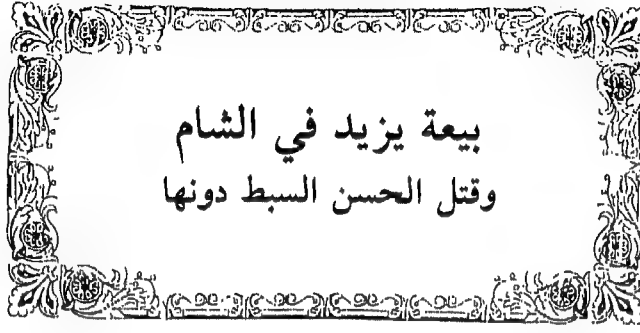 بيعة يزيد في الشام
وقتل الحسن السبط دونها